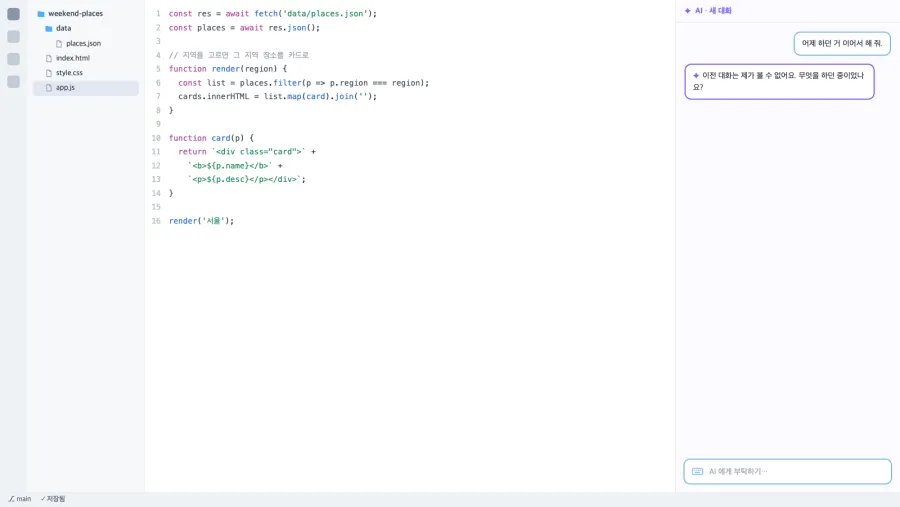 weekend-places
data
places.json
index.html
style.css
app.js
1 const res = await fetch('data/places.json');
2 const places = await res.json();
3
4 // 지역을 고르면 그 지역 장소를 카드로
5 function render(region) {
6 const list = places.filter(p => p.region === region);
7 cards.innerHTML = list.map(card).join('');
8 }
9
10 function card(p) {
11 return `<div class="card">` +
12 `<b>${p.name}</b>` +
13 `<p>${p.desc}</p></div>`;
14 }
15
16 render('서울');
AI · 새 대화
어제 하던 거 이어서 해 줘.
이전 대화는 제가 볼 수 없어요. 무엇을 하던 중이었나
요?
AI 에게 부탁하기…
main ✓ 저장됨